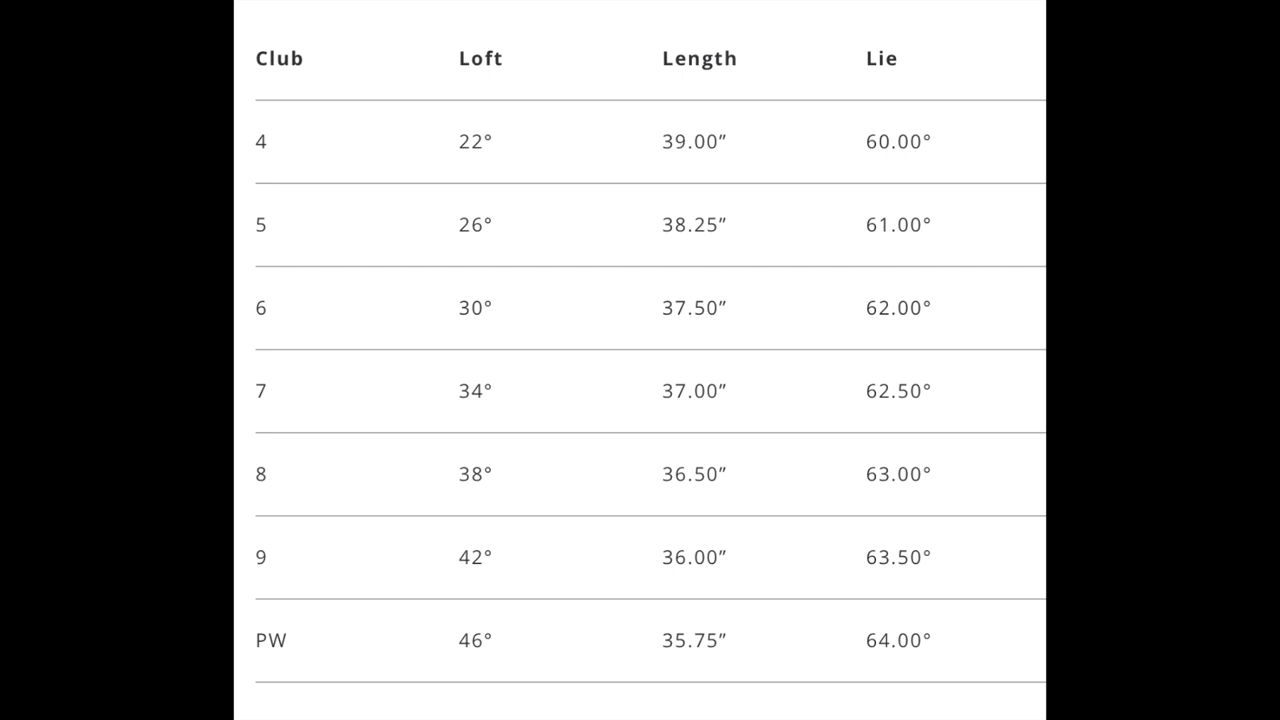 Club Loft Length Lie
4 22° 39.00” 60.00°
5 26° 38.25” 61.00°
6 30° 37.50” 62.00°
7 34° 37.00” 62.50°
8 38° 36.50” 63.00°
9 42° 36.00” 63.50°
PW 46° 35.75” 64.00°